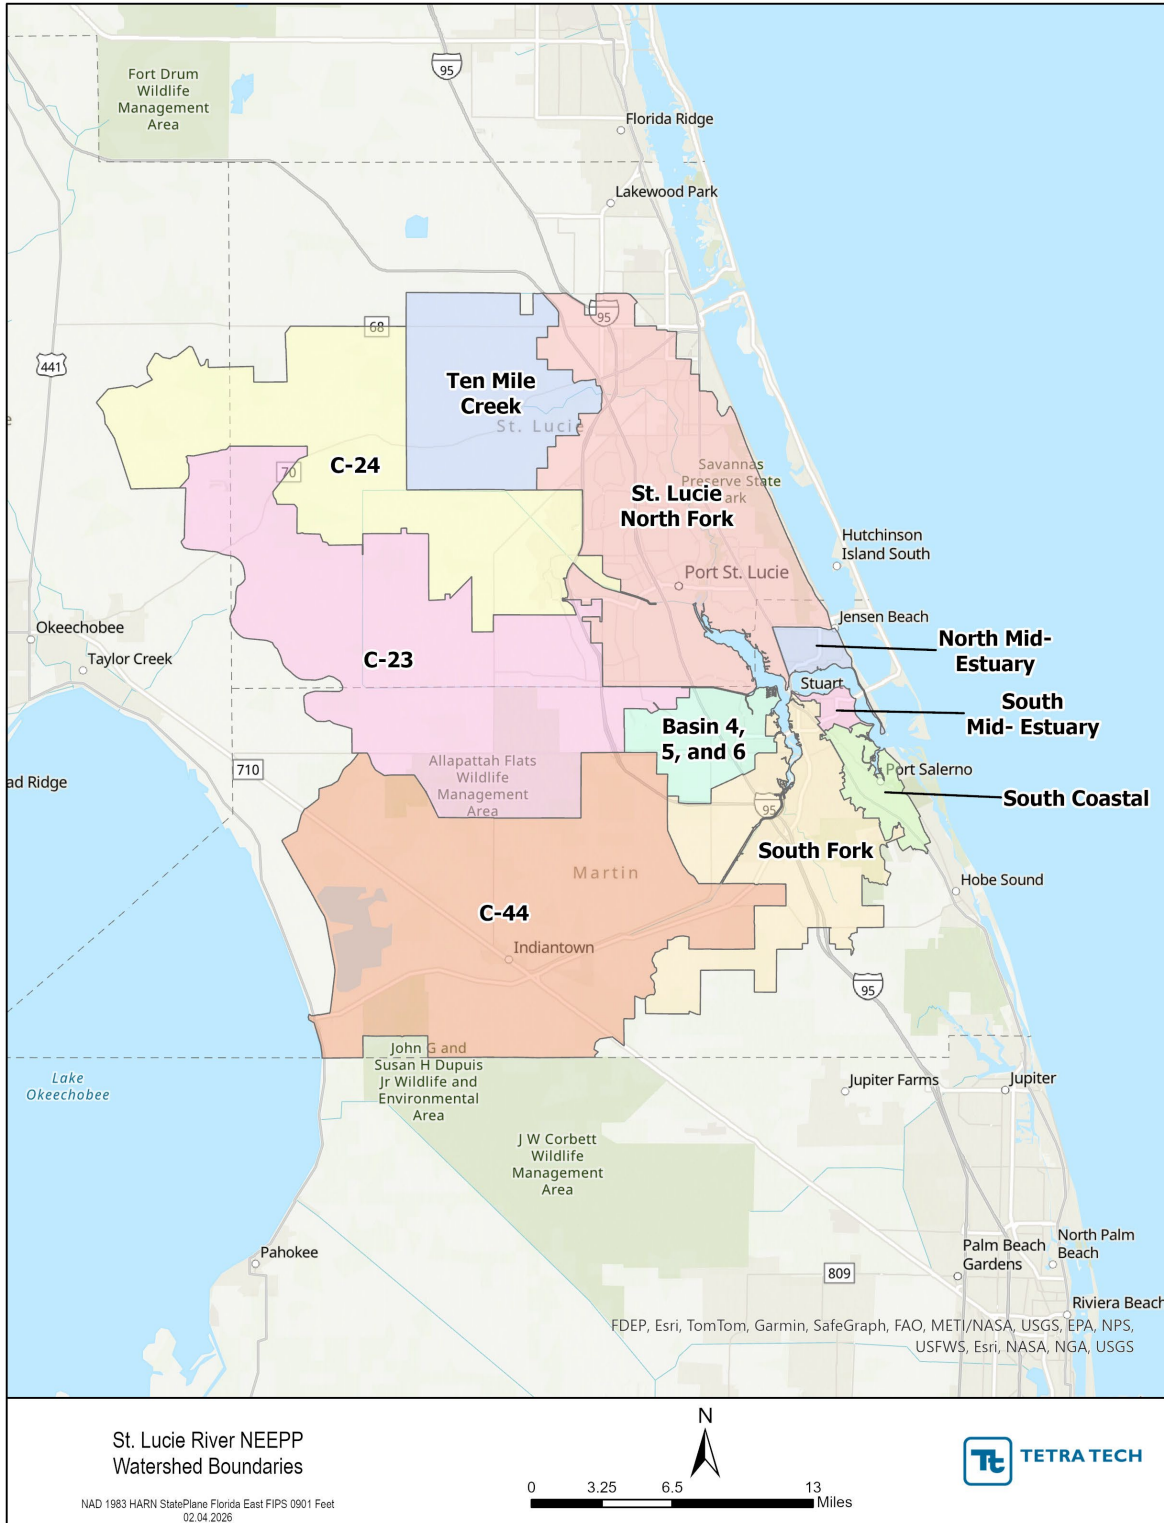 Fort Drum
Wildlife
Management
Area
95
Florida Ridge
Lakewood Park
68
95
441
Ten Mile
Creek
St. Lucie
C-24
70
Savannas
Preserve State
ark
St. Lucie
North Fork
Hutchinson
Island South
Port St. Lucie
Jensen Beach
Okeechobee
Taylor Creek
C-23
North Mid-
Estuary
Stuart
South
Mid- Estuary
Basin 4,
5, and 6
Allapattah Flats
Wildlife
Management
Area
710
ad Ridge
Port Salerno
South Coastal
95
South Fork
Martin
Hobe Sound
C-44
Indiantown
95
John G and
Susan H Dupuis
Jr Wildlife and
Environmental
Area
Lake
Okeechobee
Jupiter Farms
Jupiter
J W Corbett
Wildlife
Management
Area
Pahokee
North Palm
Beach
Palm Beach
Gardens
809
Riviera Beach
FDEP, Esri, TomTom, Garmin, SafeGraph, FAO, METI/NASA, USGS, EPA, NPS,
USFWS, Esri, NASA, NGA, USGS
St. Lucie River NEEPP
Watershed Boundaries
NAD 1983 HARN StatePlane Florida East FIPS 0901 Feet
02.04.2026
N
0 3.25 6.5 13
Miles
Tt TETRA TECH